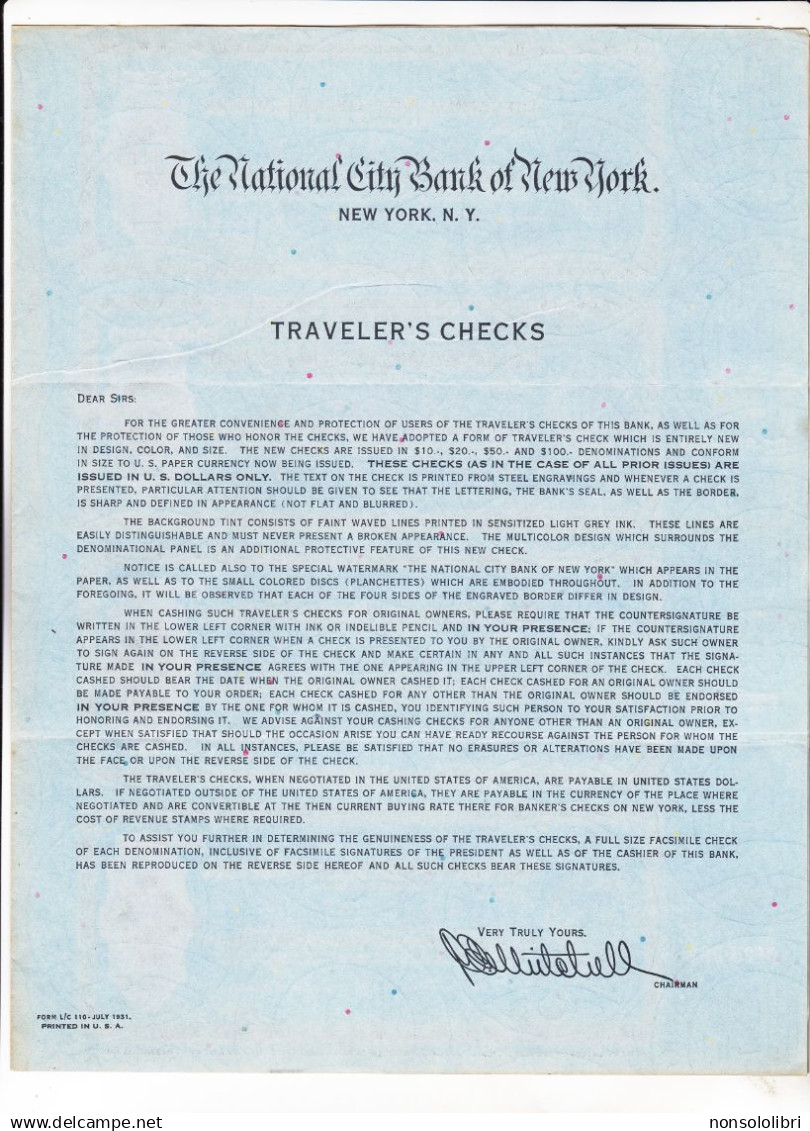 The National City Bank of New York.
NEW YORK, N. Y.
TRAVELER'S CHECKS
DEAR SIRS:
FOR THE GREATER CONVENIENCE AND PROTECTION OF USERS OF THE TRAVELER'S CHECKS OF THIS BANK, AS WELL AS FOR
THE PROTECTION OF THOSE WHO HONOR THE CHECKS, WE HAVE ADOPTED A FORM OF TRAVELER'S CHECK WHICH IS ENTIRELY NEW
IN DESIGN, COLOR, AND SIZE. THE NEW CHECKS ARE ISSUED IN $10.-, $20.-, $50.- AND $100.- DENOMINATIONS AND CONFORM
IN SIZE TO U. S. PAPER CURRENCY NOW BEING ISSUED. THESE CHECKS (AS IN THE CASE OF ALL PRIOR ISSUES) ARE
ISSUED IN U. S. DOLLARS ONLY. THE TEXT ON THE CHECK IS PRINTED FROM STEEL ENGRAVINGS AND WHENEVER A CHECK IS
PRESENTED, PARTICULAR ATTENTION SHOULD BE GIVEN TO SEE THAT THE LETTERING, THE BANK'S SEAL, AS WELL AS THE BORDER,
IS SHARP AND DEFINED IN APPEARANCE (NOT FLAT AND BLURRED).
THE BACKGROUND TINT CONSISTS OF FAINT WAVED LINES PRINTED IN SENSITIZED LIGHT GREY INK. THESE LINES ARE
EASILY DISTINGUISHABLE AND MUST NEVER PRESENT A BROKEN APPEARANCE. THE MULTICOLOR DESIGN WHICH SURROUNDS THE
DENOMINATIONAL PANEL IS AN ADDITIONAL PROTECTIVE FEATURE OF THIS NEW CHECK.
NOTICE IS CALLED ALSO TO THE SPECIAL WATERMARK "THE NATIONAL CITY BANK OF NEW YORK" WHICH APPEARS IN THE
PAPER, AS WELL AS TO THE SMALL COLORED DISCS (PLANCHETTES) WHICH ARE EMBODIED THROUGHOUT. IN ADDITION TO THE
FOREGOING, IT WILL BE OBSERVED THAT EACH OF THE FOUR SIDES OF THE ENGRAVED BORDER DIFFER IN DESIGN.
WHEN CASHING SUCH TRAVELER'S CHECKS FOR ORIGINAL OWNERS, PLEASE REQUIRE THAT THE COUNTERSIGNATURE BE
WRITTEN IN THE LOWER LEFT CORNER WITH INK OR INDELIBLE PENCIL AND IN YOUR PRESENCE; IF THE COUNTERSIGNATURE
APPEARS IN THE LOWER LEFT CORNER WHEN A CHECK IS PRESENTED TO YOU BY THE ORIGINAL OWNER, KINDLY ASK SUCH OWNER
TO SIGN AGAIN ON THE REVERSE SIDE OF THE CHECK AND MAKE CERTAIN IN ANY AND ALL SUCH INSTANCES THAT THE SIGNA-
TURE MADE IN YOUR PRESENCE AGREES WITH THE ONE APPEARING IN THE UPPER LEFT CORNER OF THE CHECK. EACH CHECK
CASHED SHOULD BEAR THE DATE WHEN THE ORIGINAL OWNER CASHED IT; EACH CHECK CASHED FOR AN ORIGINAL OWNER SHOULD
BE MADE PAYABLE TO YOUR ORDER; EACH CHECK CASHED FOR ANY OTHER THAN THE ORIGINAL OWNER SHOULD BE ENDORSED
IN YOUR PRESENCE BY THE ONE FOR WHOM IT IS CASHED, YOU IDENTIFYING SUCH PERSON TO YOUR SATISFACTION PRIOR TO
HONORING AND ENDORSING IT. WE ADVISE AGAINST YOUR CASHING CHECKS FOR ANYONE OTHER THAN AN ORIGINAL OWNER, EX-
CEPT WHEN SATISFIED THAT SHOULD THE OCCASION ARISE YOU CAN HAVE READY RECOURSE AGAINST THE PERSON FOR WHOM THE
CHECKS ARE CASHED. IN ALL INSTANCES, PLEASE BE SATISFIED THAT NO ERASURES OR ALTERATIONS HAVE BEEN MADE UPON
THE FACE OR UPON THE REVERSE SIDE OF THE CHECK.
THE TRAVELER'S CHECKS, WHEN NEGOTIATED IN THE UNITED STATES OF AMERICA, ARE PAYABLE IN UNITED STATES DOL-
LARS. IF NEGOTIATED OUTSIDE OF THE UNITED STATES OF AMERICA, THEY ARE PAYABLE IN THE CURRENCY OF THE PLACE WHERE
NEGOTIATED AND ARE CONVERTIBLE AT THE THEN CURRENT BUYING RATE THERE FOR BANKER'S CHECKS ON NEW YORK, LESS THE
COST OF REVENUE STAMPS WHERE REQUIRED.
TO ASSIST YOU FURTHER IN DETERMINING THE GENUINENESS OF THE TRAVELER'S CHECKS, A FULL SIZE FACSIMILE CHECK
OF EACH DENOMINATION, INCLUSIVE OF FACSIMILE SIGNATURES OF THE PRESIDENT AS WELL AS OF THE CASHIER OF THIS BANK,
HAS BEEN REPRODUCED ON THE REVERSE SIDE HEREOF AND ALL SUCH CHECKS BEAR THESE SIGNATURES.
VERY TRULY YOURS.
CHAIRMAN
FORM L/C 110-JULY 1931.
PRINTED IN U. S. A.
delcampe.net
nonsololibri